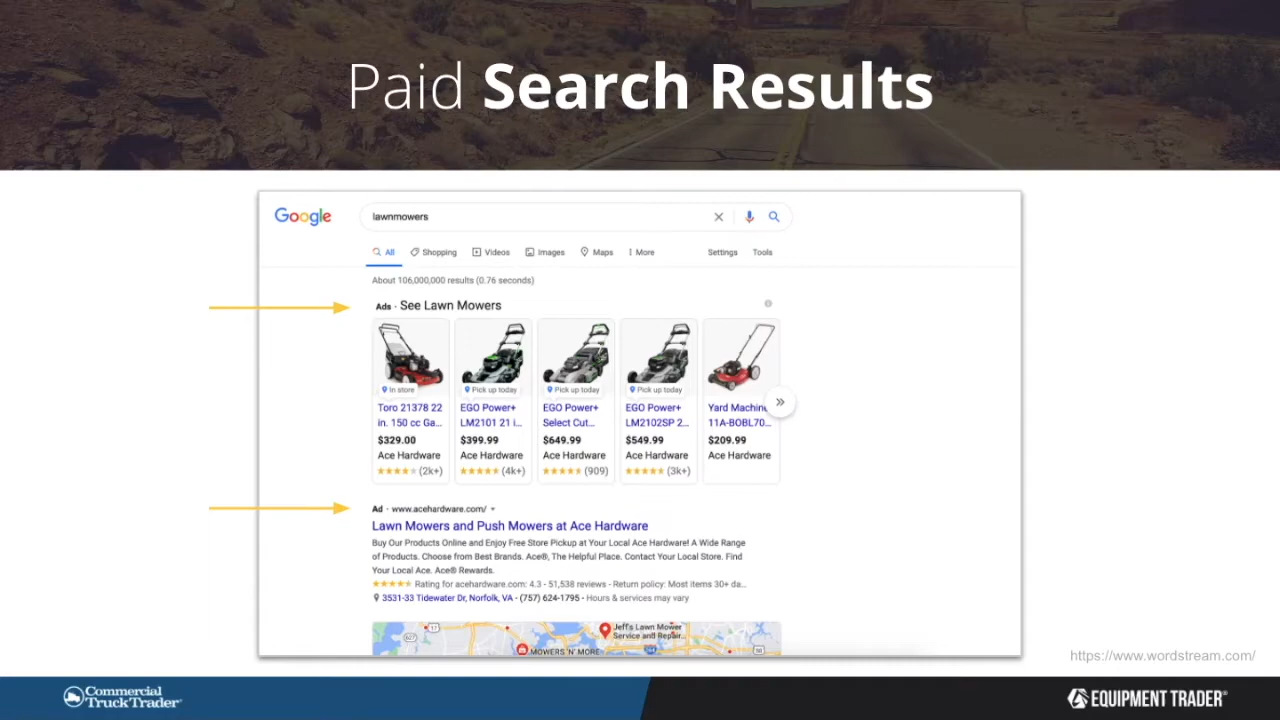 Paid Search Results
Google
lawnmowers
All Shopping Videos Images Maps More Settings Tools
About 106,000,000 results (0.76 seconds)
Ads · See Lawn Mowers
In store Pick up today Pick up today Pick up today
Toro 21378 22 EGO Power+ EGO Power+ EGO Power+ Yard Machine
in. 150 cc Ga... LM2101 21 i... Select Cut... LM2102SP 2... 11A-BOBL70...
$329.00 $399.99 $649.99 $549.99 $209.99
Ace Hardware Ace Hardware Ace Hardware Ace Hardware Ace Hardware
(2k+) (4k+) (909) (3k+)
Ad · www.acehardware.com/
Lawn Mowers and Push Mowers at Ace Hardware
Buy Our Products Online and Enjoy Free Store Pickup at Your Local Ace Hardware! A Wide Range
of Products. Choose from Best Brands. Ace®, The Helpful Place. Contact Your Local Store. Find
Your Local Ace. Ace® Rewards.
Rating for acehardware.com: 4.3 - 51,538 reviews - Return policy: Most items 30+ da...
3531-33 Tidewater Dr, Norfolk, VA - (757) 624-1795 - Hours & services may vary
17
Jeff's Lawn Mower
627
Service and Repair...
264
MOWERS 'N' MORE
58
https://www.wordstream.com/
Commercial
Truck Trader®
EQUIPMENT TRADER®